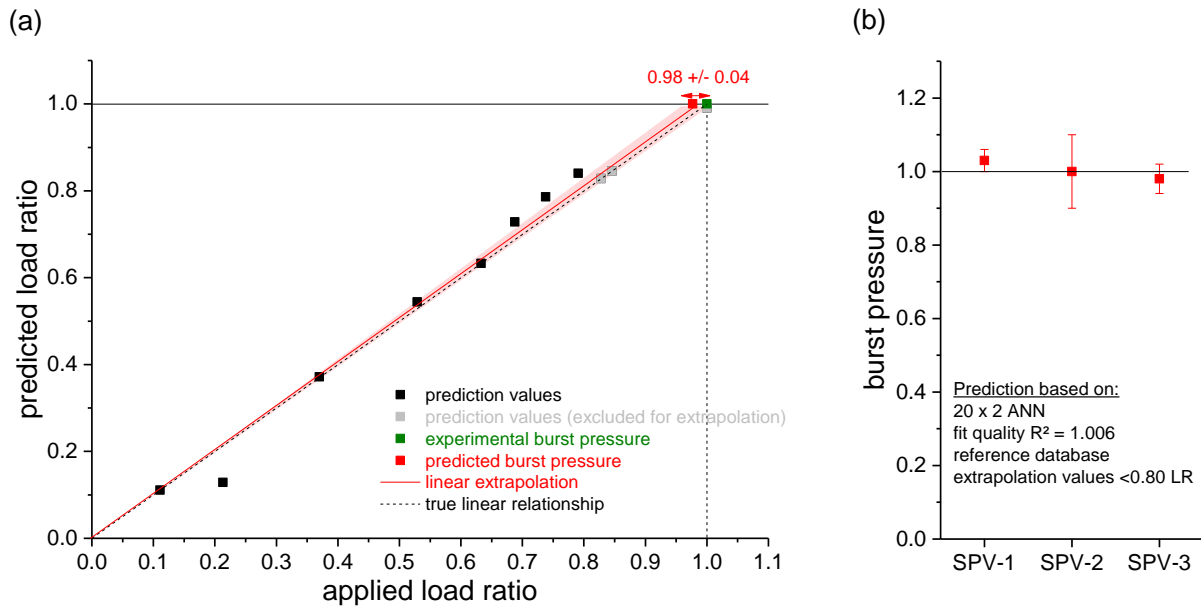 (a)
0.98 +/- 0.04
predicted load ratio
1.0
0.8
0.6
0.4
0.2
0.0
prediction values
prediction values (excluded for extrapolation)
experimental burst pressure
predicted burst pressure
linear extrapolation
true linear relationship
0.0 0.1 0.2 0.3 0.4 0.5 0.6 0.7 0.8 0.9 1.0 1.1
applied load ratio
(b)
burst pressure
1.2
1.0
0.8
0.6
0.4
0.2
0.0
Prediction based on:
20 x 2 ANN
fit quality R² = 1.006
reference database
extrapolation values <0.80 LR
SPV-1 SPV-2 SPV-3